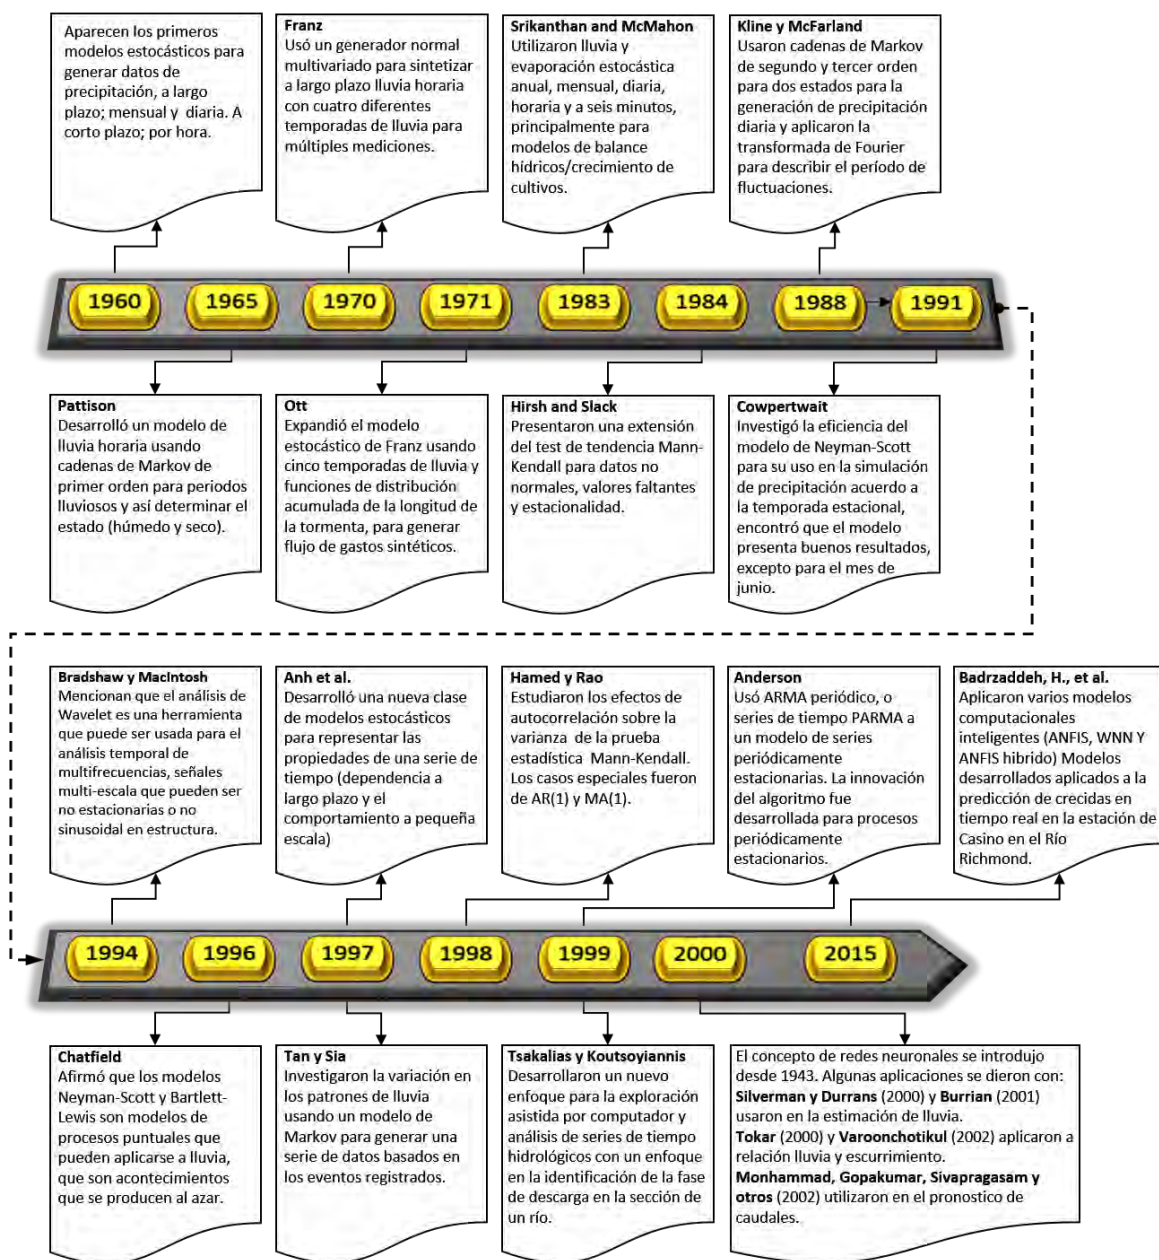 Aparecen los primeros
modelos estocásticos para
generar datos de
precipitación, a largo
plazo; mensual y diaria. A
corto plazo; por hora.
Franz
Usó un generador normal
multivariado para sintetizar
a largo plazo lluvia horaria
con cuatro diferentes
temporadas de lluvia para
múltiples mediciones.
Srikanthan and McMahon
Utilizaron lluvia y
evaporación estocástica
anual, mensual, diaria,
horaria y a seis minutos,
principalmente para
modelos de balance
hídricos/crecimiento de
cultivos.
Kline y McFarland
Usaron cadenas de Markov
de segundo y tercer orden
para dos estados para la
generación de precipitación
diaria y aplicaron la
transformada de Fourier
para describir el período de
fluctuaciones.
1960
1965
1970
1971
1983
1984
1988
1991
Pattison
Desarrolló un modelo de
lluvia horaria usando
cadenas de Markov de
primer orden para periodos
lluviosos y así determinar el
estado (húmedo y seco).
Ott
Expandió el modelo
estocástico de Franz usando
cinco temporadas de lluvia y
funciones de distribución
acumulada de la longitud de
la tormenta, para generar
flujo de gastos sintéticos.
Hirsh and Slack
Presentaron una extensión
del test de tendencia Mann-
Kendall para datos no
normales, valores faltantes
y estacionalidad.
Cowpertwait
Investigó la eficiencia del
modelo de Neyman-Scott
para su uso en la simulación
de precipitación acuerdo a
la temporada estacional,
encontró que el modelo
presenta buenos resultados,
excepto para el mes de
junio.
Bradshaw y MacIntosh
Mencionan que el análisis de
Wavelet es una herramienta
que puede ser usada para el
análisis temporal de
multifrecuencias, señales
multi-escala que pueden ser
no estacionarias o no
sinusoidal en estructura.
Anh et al.
Desarrolló una nueva clase
de modelos estocásticos
para representar las
propiedades de una serie de
tiempo (dependencia a
largo plazo y el
comportamiento a pequeña
escala)
Hamed y Rao
Estudiaron los efectos de
autocorrelación sobre la
varianza de la prueba
estadística Mann-Kendall.
Los casos especiales fueron
de AR(1) y MA(1).
Anderson
Usó ARMA periódico, o
series de tiempo PARMA a
un modelo de series
periódicamente
estacionarias. La innovación
del algoritmo fue
desarrollada para procesos
periódicamente
estacionarios.
Badrzaddeh, H., et al.
Aplicaron varios modelos
computacionales
inteligentes (ANFIS, WNN Y
ANFIS hibrido) Modelos
desarrollados aplicados a la
predicción de crecidas en
tiempo real en la estación de
Casino en el Río
Richmond.
1994
1996
1997
1998
1999
2000
2015
Chatfield
Afirmó que los modelos
Neyman-Scott y Bartlett-
Lewis son modelos de
procesos puntuales que
pueden aplicarse a lluvia,
que son acontecimientos
que se producen al azar.
Tan y Sia
Investigaron la variación en
los patrones de lluvia
usando un modelo de
Markov para generar una
serie de datos basados en
los eventos registrados.
Tsakalias y Koutsoyiannis
Desarrollaron un nuevo
enfoque para la exploración
asistida por computador y
análisis de series de tiempo
hidrológicos con un enfoque
en la identificación de la fase
de descarga en la sección de
un río.
El concepto de redes neuronales se introdujo
desde 1943. Algunas aplicaciones se dieron con:
Silverman y Durrans (2000) y Burrian (2001)
usaron en la estimación de lluvia.
Tokar (2000) y Varoonchotikul (2002) aplicaron a
relación lluvia y escurrimiento.
Monhammad, Gopakumar, Sivapragasam y
otros (2002) utilizaron en el pronostico de
caudales.